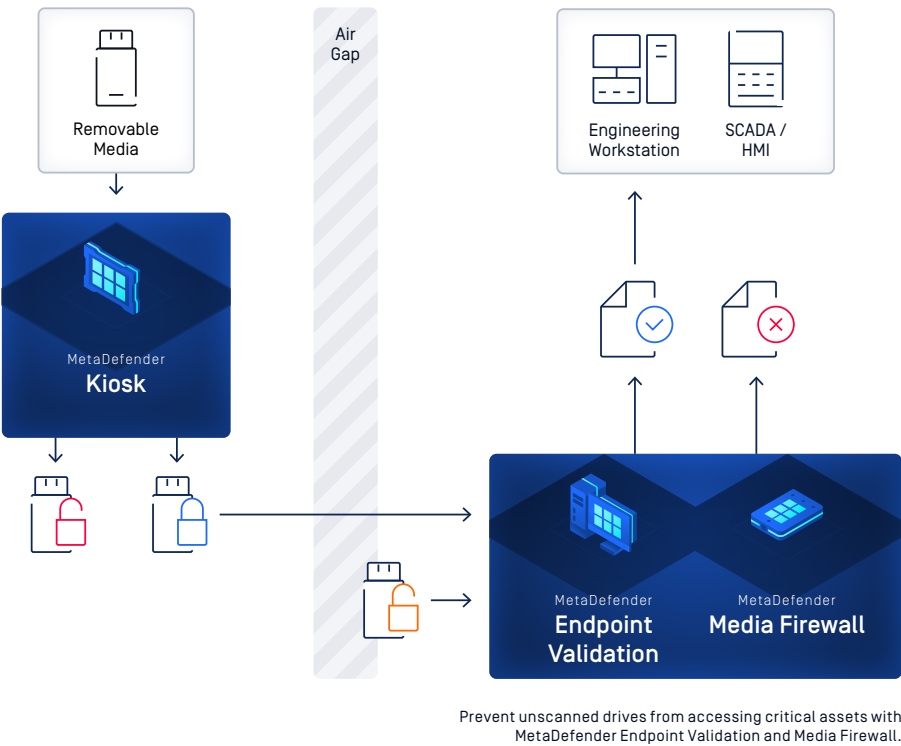 Removable
Media
Air
Gap
Engineering
Workstation
SCADA /
HMI
MetaDefender
Kiosk
MetaDefender
Endpoint
Validation
MetaDefender
Media Firewall
Prevent unscanned drives from accessing critical assets with
MetaDefender Endpoint Validation and Media Firewall.